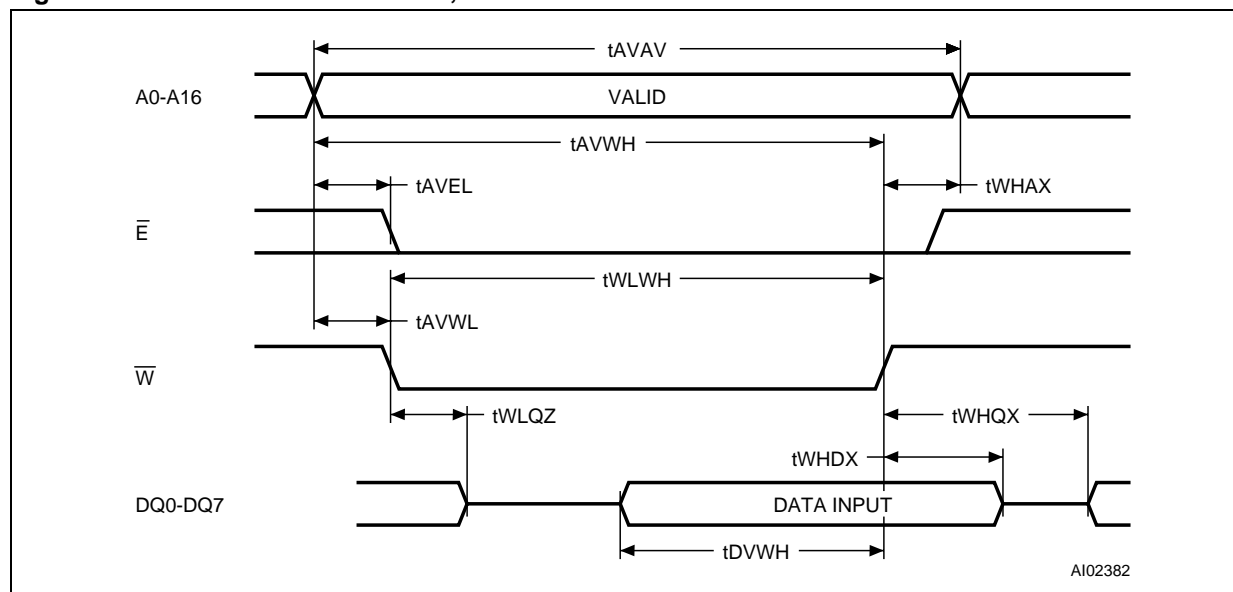 tAVAV
A0-A16
VALID
tAVWH
tAVEL
tWHAX
E̅
tWLWH
tAVWL
W̅
tWLQZ
tWHQX
tWHDX
DQ0-DQ7
DATA INPUT
tDVWH
AI02382